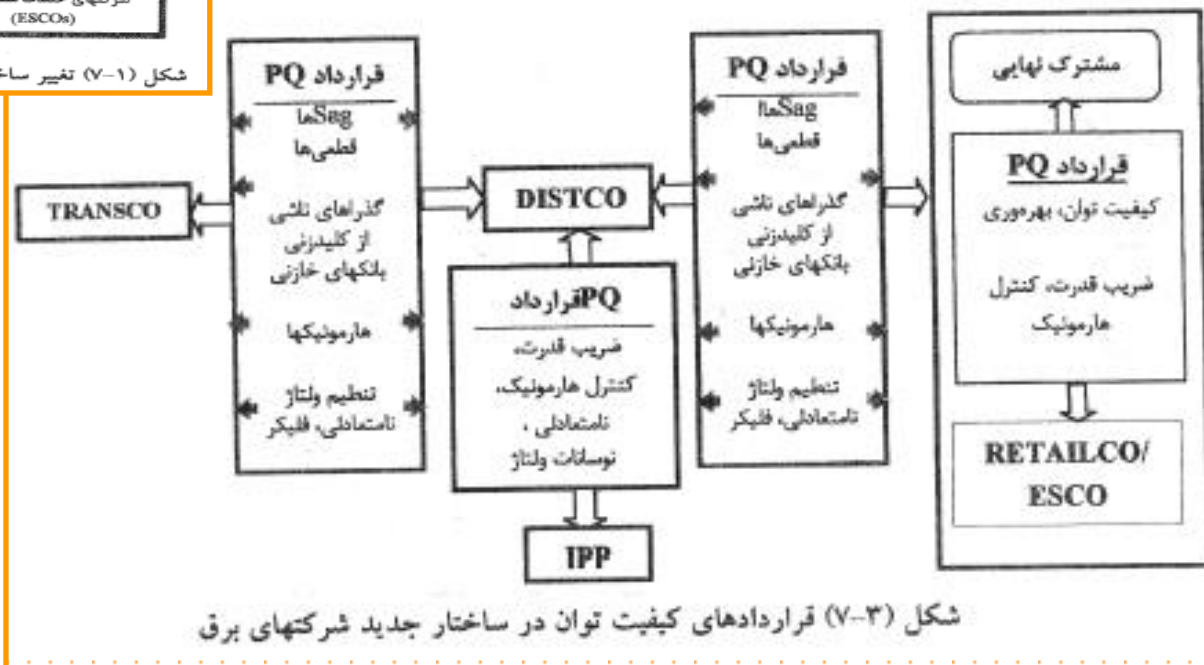 (ESCOs)
شکل (۷-۱) تغییر
TRANSCO
قرارداد PQ
Sagها
قطعی‌ها
گذراهای ناشی
از کلیدزنی
بانکهای خازنی
هارمونیکها
تنظیم ولتاژ
نامتعادلی، فلیکر
DISTCO
PQقرارداد
ضریب قدرت،
کنترل هارمونیک،
نامتعادلی ،
نوسانات ولتاژ
IPP
قرارداد PQ
Sagها
قطعی‌ها
گذراهای ناشی
از کلیدزنی
بانکهای خازنی
هارمونیکها
تنظیم ولتاژ
نامتعادلی، فلیکر
مشترک نهایی
قرارداد PQ
کیفیت توان، بهره‌وری
ضریب قدرت، کنترل
هارمونیک
RETAILCO/
ESCO
شکل (۷-۳) قراردادهای کیفیت توان در ساختار جدید شرکتهای برق